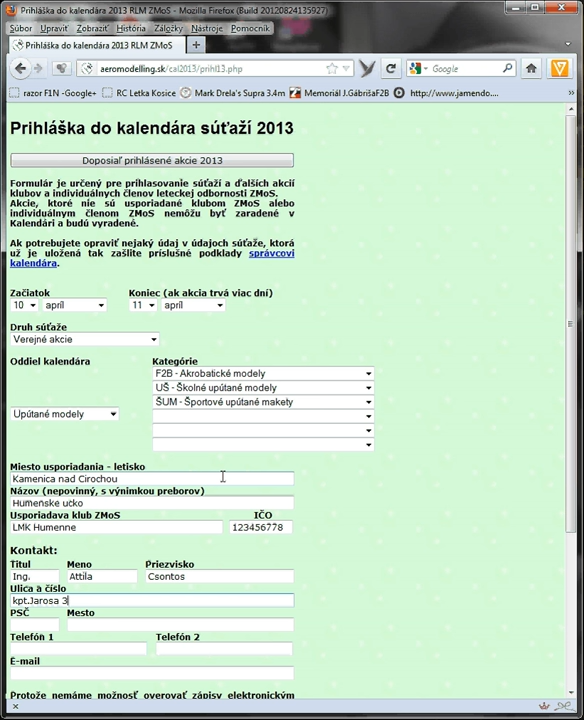 Prihláška do kalendára 2013 RLM ZMoS - Mozilla Firefox (Build 20120824135927)
Súbor Upraviť Zobraziť História Záložky Nástroje Pomocník
Prihláška do kalendára 2013 RLM ZMoS
aeromodelling.sk/cal2013/prihl13.php
Google
razor F1N -Google+ RC Letka Kosice Mark Drela's Supra 3.4m Memoriál J.GábrišaF2B http://www.jamendo....
Prihláška do kalendára súťaží 2013
Doposiaľ prihlásené akcie 2013
Formulár je určený pre prihlasovanie súťaží a ďalších akcií
klubov a individuálnych členov leteckej odbornosti ZMoS.
Akcie, ktoré nie sú usporiadané klubom ZMoS alebo
individuálnym členom ZMoS nemôžu byť zaradené v
Kalendári a budú vyradené.
Ak potrebujete opraviť nejaký údaj v údajoch súťaže, ktorá
už je uložená tak zašlite príslušné podklady správcovi
kalendára.
Začiatok Koniec (ak akcia trvá viac dní)
10 apríl 11 apríl
Druh súťaže
Verejné akcie
Oddiel kalendára Kategórie
F2B - Akrobatické modely
UŠ - Školné upútané modely
ŠUM - Športové upútané makety
Upútané modely
Miesto usporiadania - letisko
Kamenica nad Cirochou
Názov (nepovinný, s výnimkou preborov)
Humenske učko
Usporiadava klub ZMoS IČO
LMK Humenne 123456778
Kontakt:
Titul Meno Priezvisko
Ing. Attila Csontos
Ulica a číslo
kpt.Jarosa 3
PSČ Mesto
Telefón 1 Telefón 2
E-mail
Protože nemáme možnosť overovať zápisy elektronickým